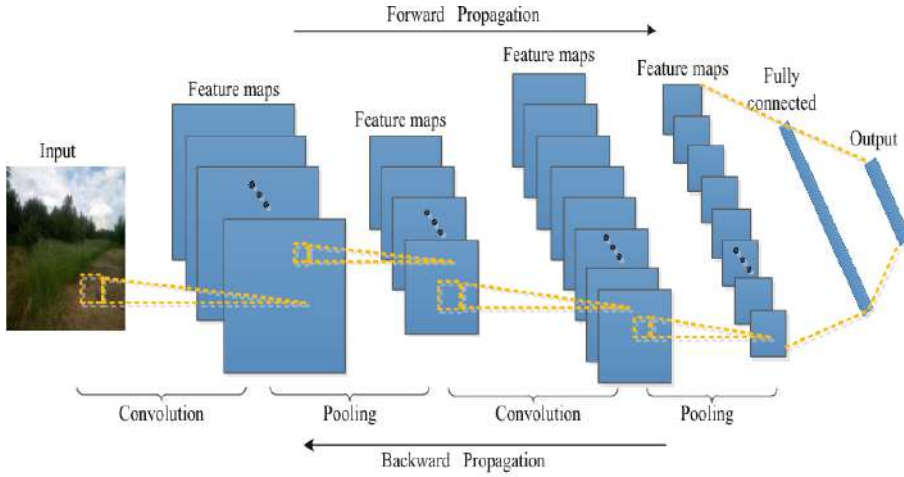 Forward Propagation
Feature maps
Feature maps
Feature maps
Feature maps
Fully
connected
Input
Output
Convolution
Pooling
Convolution
Pooling
Backward Propagation